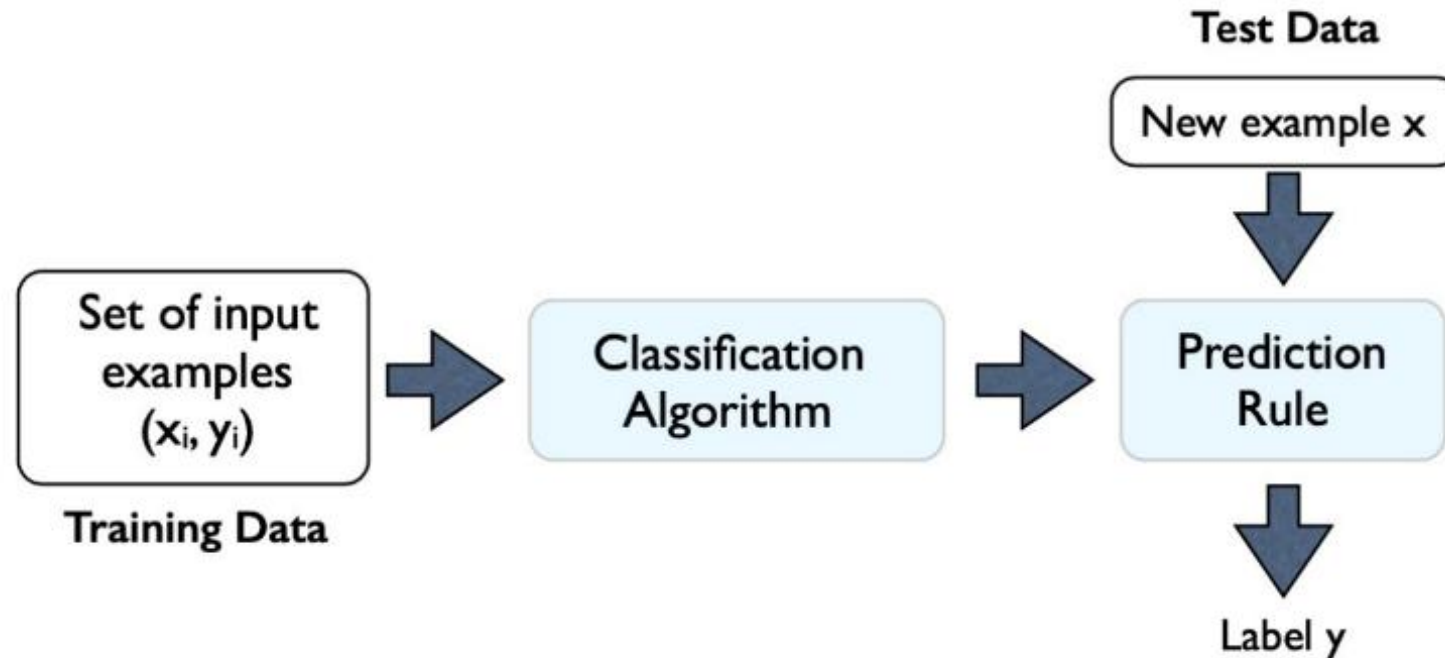 Test Data
New example x
Set of input
examples
(xᵢ, yᵢ)
Training Data
Classification
Algorithm
Prediction
Rule
Label y